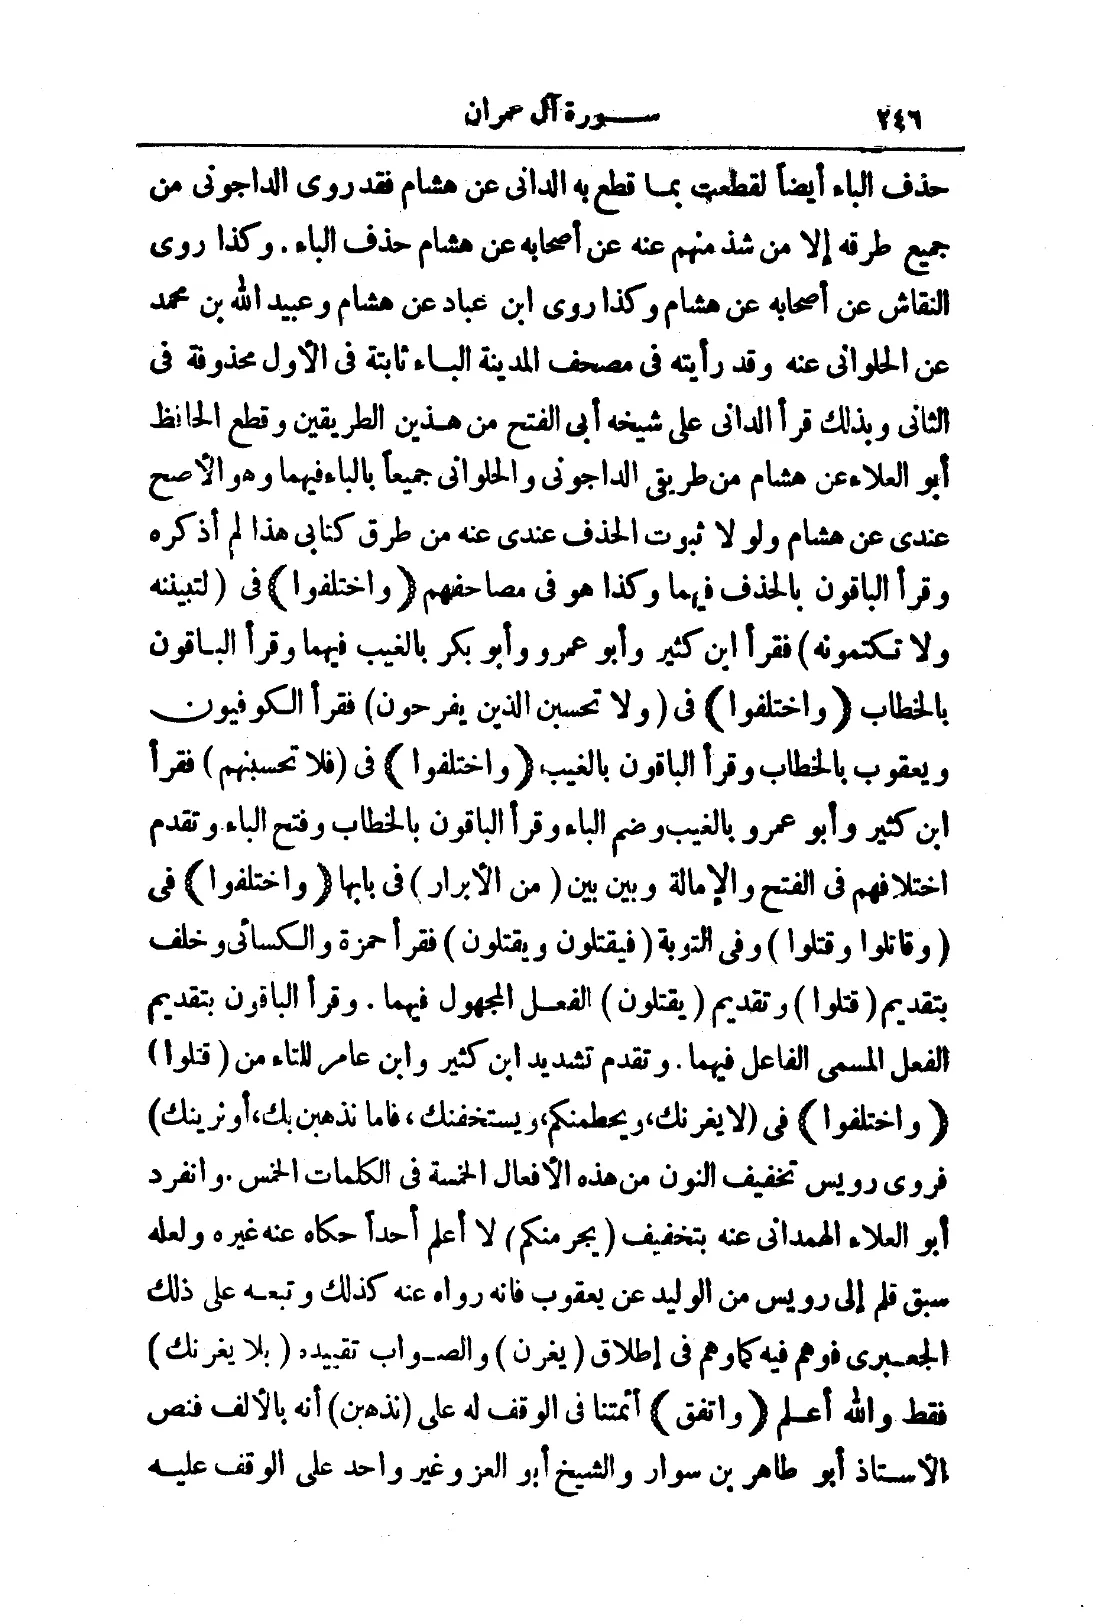 ٢٤٦ ســورة آل عمران
حذف الباء أيضاً لقطعت بما قطع به الدانى عن هشام فقد روى الداجونى من
جميع طرقه إلا من شذ منهم عنه عن أصحابه عن هشام حذف الباء . وكذا روى
النقاش عن أصحابه عن هشام وكذا روى ابن عباد عن هشام وعبيد الله بن محمد
عن الحلوانى عنه وقد رأيته فى مصحف المدينة الباء ثابتة فى الأول محذوفة فى
الثانى وبذلك قرأ الدانى على شيخه أبى الفتح من هذين الطريقين وقطع الحافظ
أبو العلاء عن هشام من طريقى الداجونى والحلوانى جميعاً بالباء فيهما وهو الأصح
عندى عن هشام ولولا ثبوت الحذف عندى عنه من طرق كتابى هذا لم أذكره
وقرأ الباقون بالحذف فيهما وكذا هو فى مصاحفهم (واختلفوا) فى (لتبيننه
ولا تكتمونه) فقرأ ابن كثير وأبو عمرو وأبو بكر بالغيب فيهما وقرأ الباقون
بالخطاب (واختلفوا) فى (ولا تحسبن الذين يفرحون) فقرأ الكوفيون
ويعقوب بالخطاب وقرأ الباقون بالغيب، (واختلفوا) فى (فلا تحسبنهم) فقرأ
ابن كثير وأبو عمرو بالغيب وضم الباء وقرأ الباقون بالخطاب وفتح الباء وتقدم
اختلافهم فى الفتح والإمالة وبين بين (من الأبرار) فى بابها (واختلفوا) فى
(وقاتلوا وقتلوا) وفى التوبة (فيقتلون ويقتلون) فقرأ حمزة والكسائى وخلف
بتقديم (قتلوا) وتقديم (يقتلون) الفعل المجهول فيهما . وقرأ الباقون بتقديم
الفعل المسمى الفاعل فيهما . وتقدم تشديد ابن كثير وابن عامر للتاء من (قتلوا)
(واختلفوا) فى (لا يغرنك، ويحطمنكم، ويستخفنك، فاما نذهبن بك، أو نرينك)
فروى رويس تخفيف النون من هذه الأفعال الخمسة فى الكلمات الخمس . وانفرد
أبو العلاء الهمدانى عنه بتخفيف (يجرمنكم) لا أعلم أحداً حكاه عنه غيره ولعله
سبق قلم إلى رويس من الوليد عن يعقوب فانه رواه عنه كذلك وتبعه على ذلك
الجعبرى فوهم فيه كما وهم فى إطلاق (يغرن) والصواب تقييده (بلا يغرنك)
فقط والله أعلم (واتفق) أئمتنا فى الوقف له على (نذهبن) أنه بالألف فنص
الأستاذ أبو طاهر بن سوار والشيخ أبو العز وغير واحد على الوقف عليه